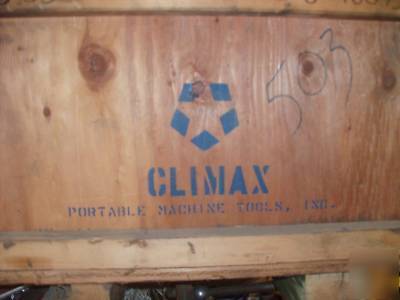 503
CLIMAX
PORTABLE MACHINE TOOLS, INC.